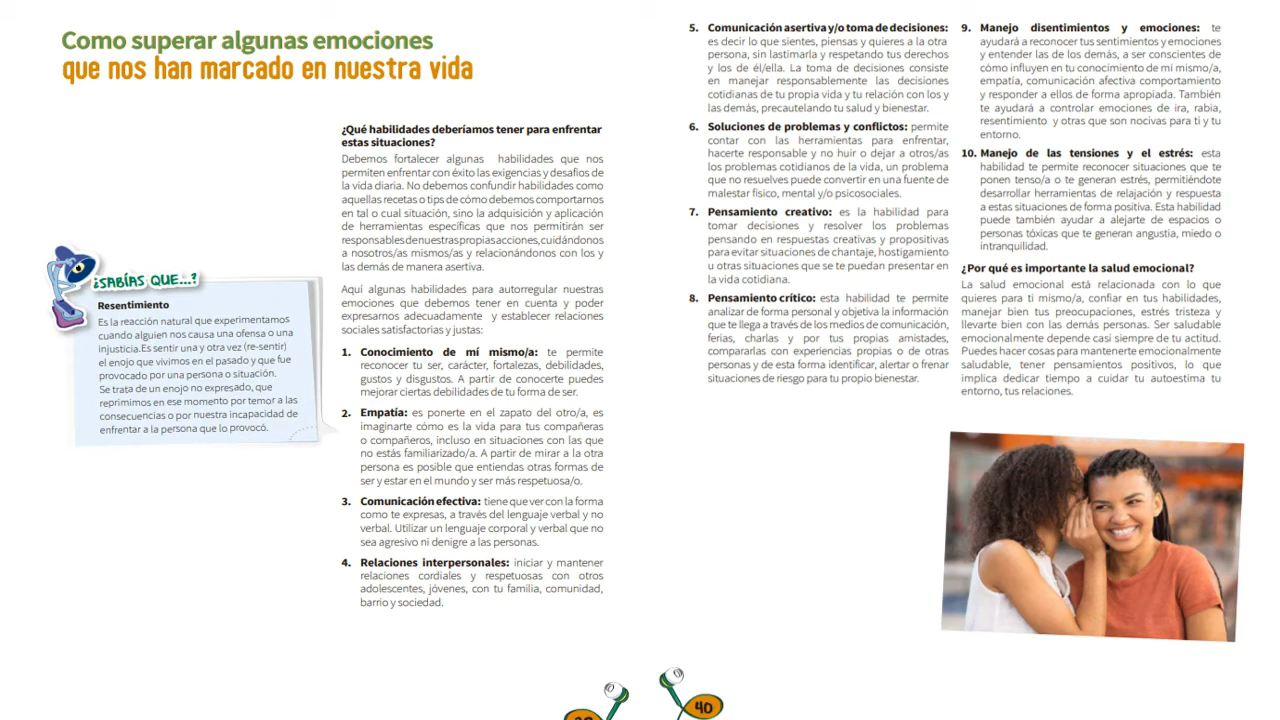 Como superar algunas emociones
que nos han marcado en nuestra vida
¿SABÍAS QUE...?
Resentimiento
Es la reacción natural que experimentamos
cuando alguien nos causa una ofensa o una
injusticia.Es sentir una y otra vez (re-sentir)
el enojo que vivimos en el pasado y que fue
provocado por una persona o situación.
Se trata de un enojo no expresado, que
reprimimos en ese momento por temor a las
consecuencias o por nuestra incapacidad de
enfrentar a la persona que lo provocó.
¿Qué habilidades deberíamos tener para enfrentar
estas situaciones?
Debemos fortalecer algunas habilidades que nos
permiten enfrentar con éxito las exigencias y desafíos de
la vida diaria. No debemos confundir habilidades como
aquellas recetas o tips de cómo debemos comportarnos
en tal o cual situación, sino la adquisición y aplicación
de herramientas específicas que nos permitirán ser
responsables de nuestras propias acciones, cuidándonos
a nosotros/as mismos/as y relacionándonos con los y
las demás de manera asertiva.
Aquí algunas habilidades para autorregular nuestras
emociones que debemos tener en cuenta y poder
expresarnos adecuadamente y establecer relaciones
sociales satisfactorias y justas:
1. Conocimiento de mí mismo/a: te permite
reconocer tu ser, carácter, fortalezas, debilidades,
gustos y disgustos. A partir de conocerte puedes
mejorar ciertas debilidades de tu forma de ser.
2. Empatía: es ponerte en el zapato del otro/a, es
imaginarte cómo es la vida para tus compañeras
o compañeros, incluso en situaciones con las que
no estás familiarizado/a. A partir de mirar a la otra
persona es posible que entiendas otras formas de
ser y estar en el mundo y ser más respetuosa/o.
3. Comunicación efectiva: tiene que ver con la forma
como te expresas, a través del lenguaje verbal y no
verbal. Utilizar un lenguaje corporal y verbal que no
sea agresivo ni denigre a las personas.
4. Relaciones interpersonales: iniciar y mantener
relaciones cordiales y respetuosas con otros
adolescentes, jóvenes, con tu familia, comunidad,
barrio y sociedad.
5. Comunicación asertiva y/o toma de decisiones:
es decir lo que sientes, piensas y quieres a la otra
persona, sin lastimarla y respetando tus derechos
y los de él/ella. La toma de decisiones consiste
en manejar responsablemente las decisiones
cotidianas de tu propia vida y tu relación con los y
las demás, precautelando tu salud y bienestar.
6. Soluciones de problemas y conflictos: permite
contar con las herramientas para enfrentar,
hacerte responsable y no huir o dejar a otros/as
los problemas cotidianos de la vida, un problema
que no resuelves puede convertir en una fuente de
malestar físico, mental y/o psicosociales.
7. Pensamiento creativo: es la habilidad para
tomar decisiones y resolver los problemas
pensando en respuestas creativas y propositivas
para evitar situaciones de chantaje, hostigamiento
u otras situaciones que se te puedan presentar en
la vida cotidiana.
8. Pensamiento crítico: esta habilidad te permite
analizar de forma personal y objetiva la información
que te llega a través de los medios de comunicación,
ferias, charlas y por tus propias amistades,
compararlas con experiencias propias o de otras
personas y de esta forma identificar, alertar o frenar
situaciones de riesgo para tu propio bienestar.
9. Manejo disentimientos y emociones: te
ayudará a reconocer tus sentimientos y emociones
y entender las de los demás, a ser conscientes de
cómo influyen en tu conocimiento de mí mismo/a,
empatía, comunicación afectiva comportamiento
y responder a ellos de forma apropiada. También
te ayudará a controlar emociones de ira, rabia,
resentimiento y otras que son nocivas para ti y tu
entorno.
10. Manejo de las tensiones y el estrés: esta
habilidad te permite reconocer situaciones que te
ponen tenso/a o te generan estrés, permitiéndote
desarrollar herramientas de relajación y respuesta
a estas situaciones de forma positiva. Esta habilidad
puede también ayudar a alejarte de espacios o
personas tóxicas que te generan angustia, miedo o
intranquilidad.
¿Por qué es importante la salud emocional?
La salud emocional está relacionada con lo que
quieres para ti mismo/a, confiar en tus habilidades,
manejar bien tus preocupaciones, estrés tristeza y
llevarte bien con las demás personas. Ser saludable
emocionalmente depende casi siempre de tu actitud.
Puedes hacer cosas para mantenerte emocionalmente
saludable, tener pensamientos positivos, lo que
implica dedicar tiempo a cuidar tu autoestima tu
entorno, tus relaciones.
40